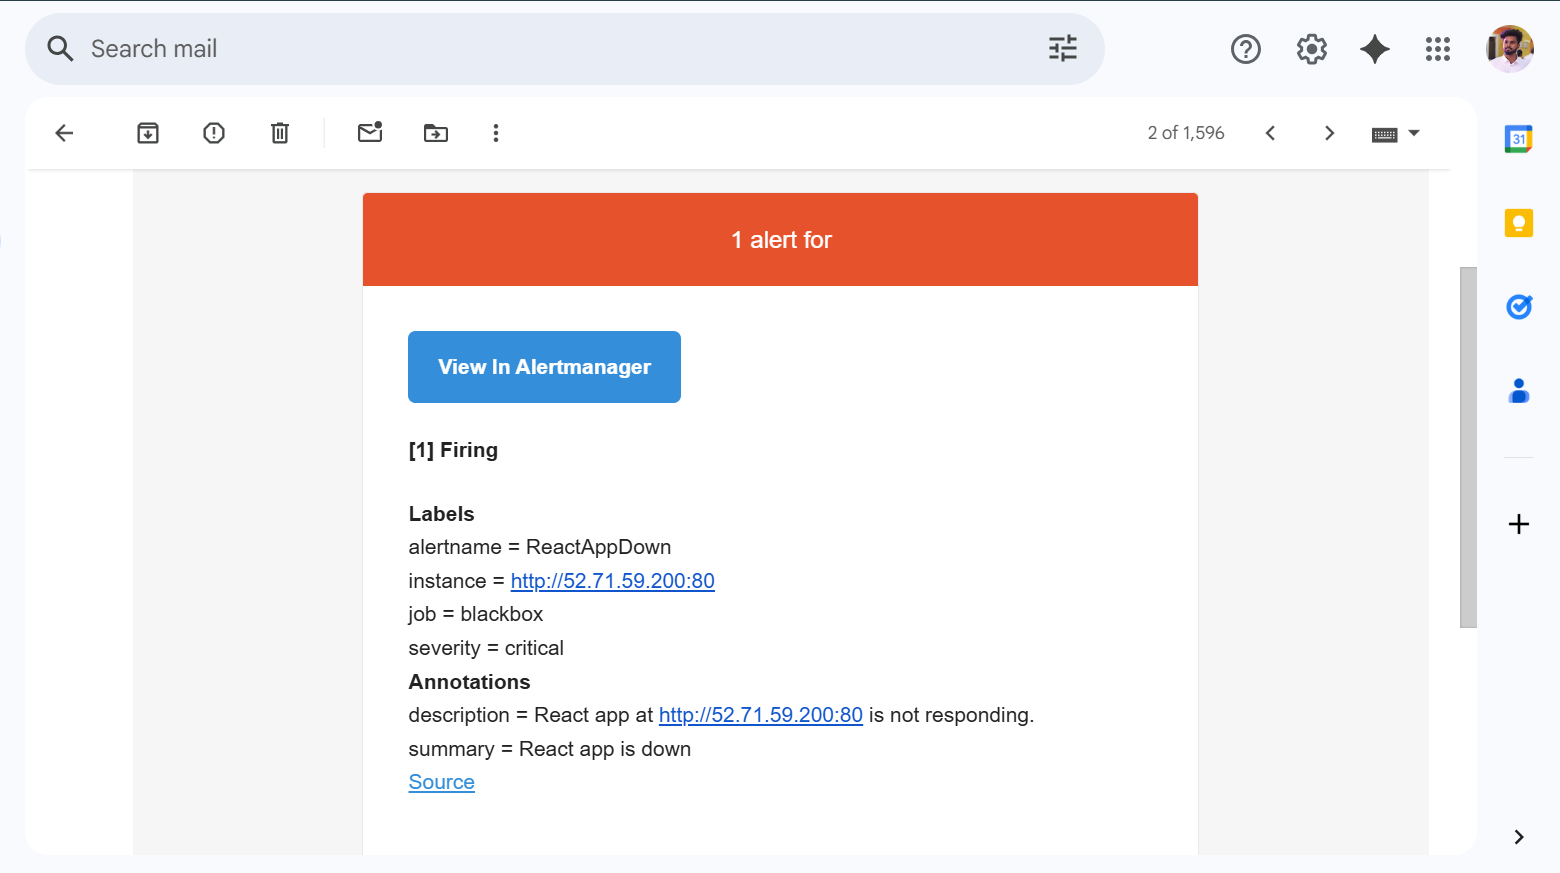 Search mail
2 of 1,596
31
1 alert for
View In Alertmanager
[1] Firing
Labels
alertname = ReactAppDown
instance = http://52.71.59.200:80
job = blackbox
severity = critical
Annotations
description = React app at http://52.71.59.200:80 is not responding.
summary = React app is down
Source